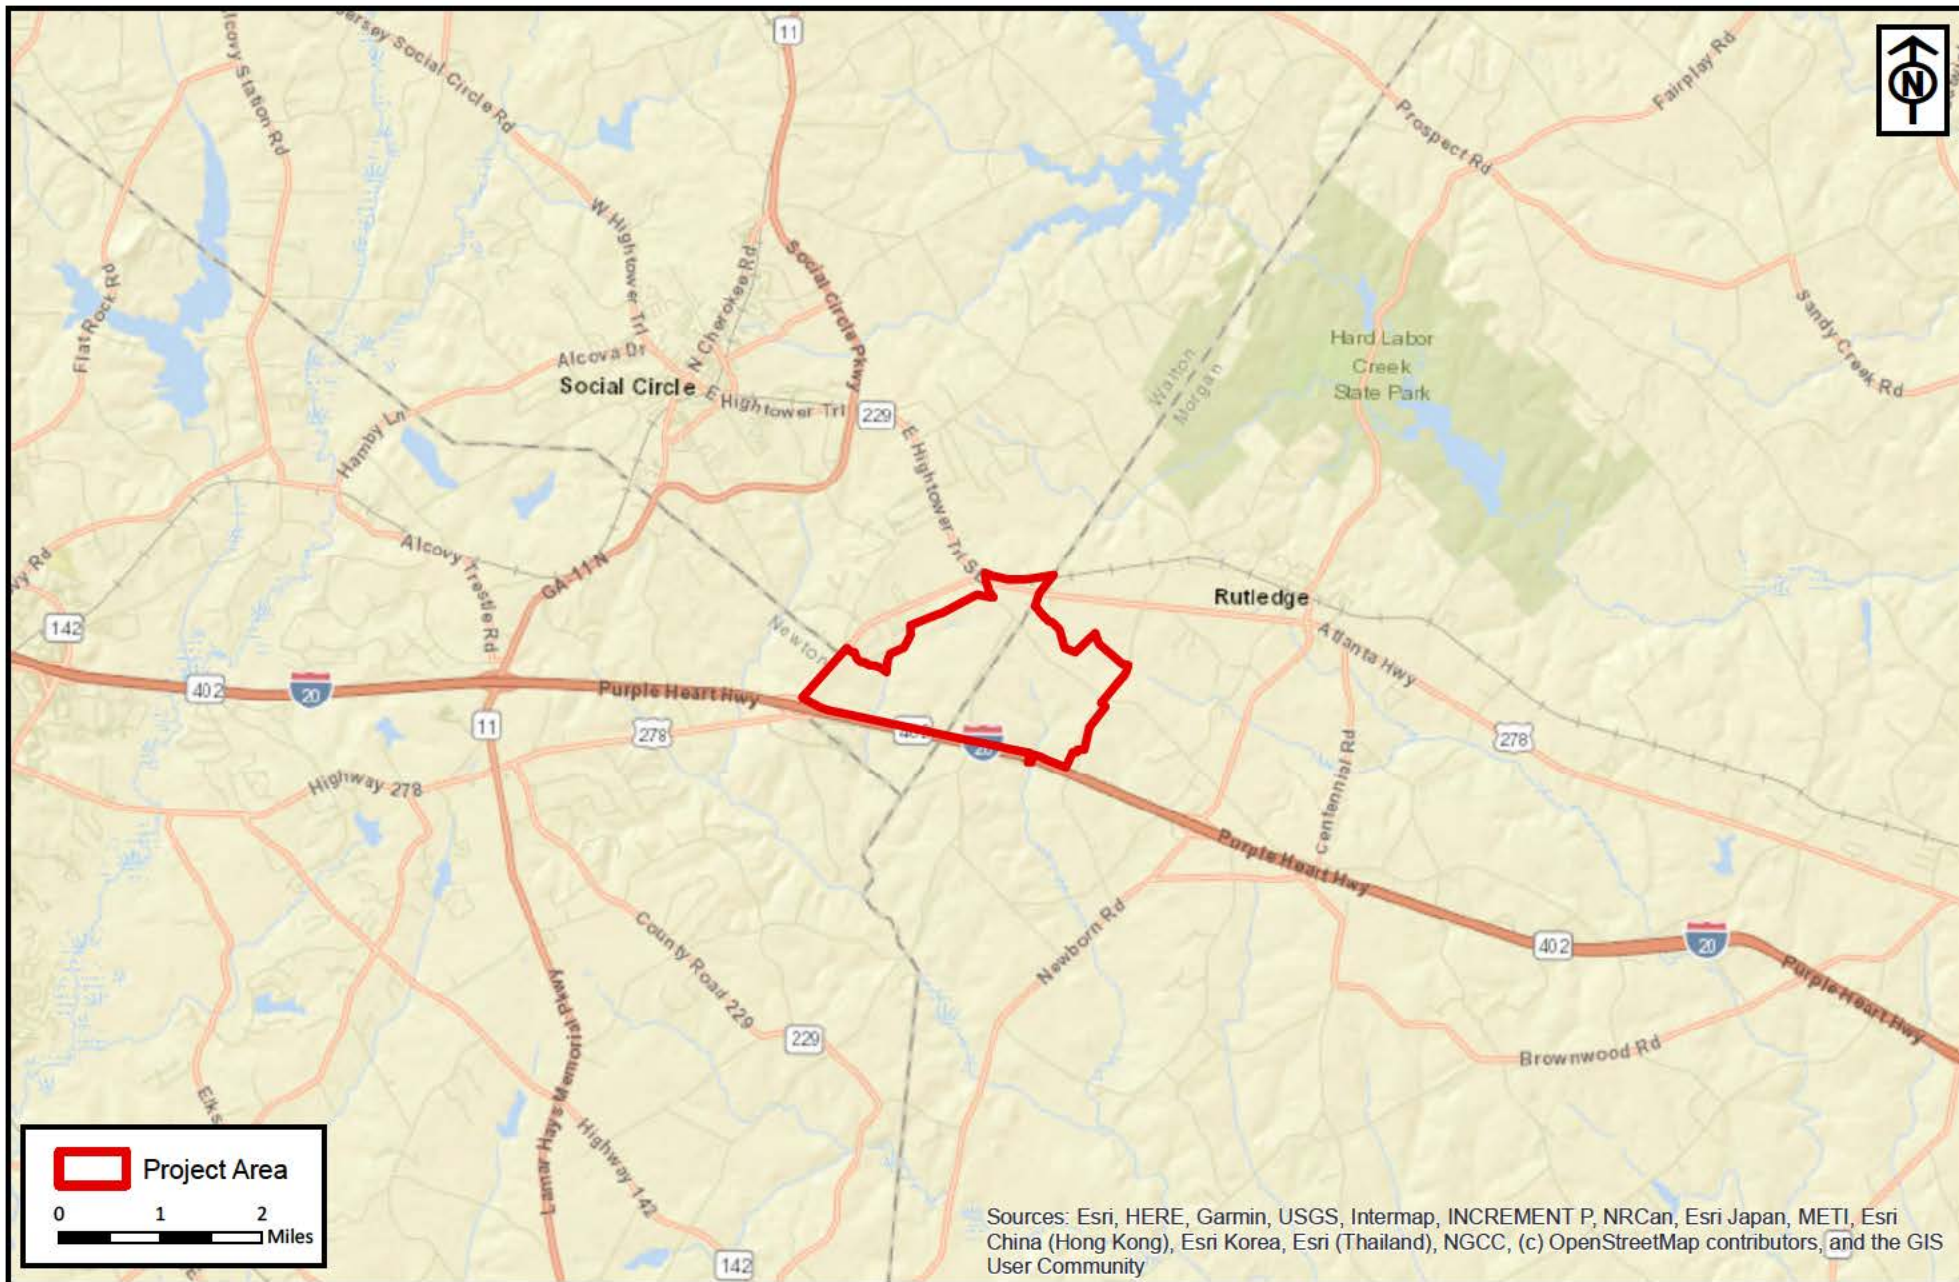 11
N
Jersey Social Circle Rd
Alcovy Station Rd
Fairplay Rd
Prospect Rd
W Hightower Trl
N Cherokee Rd
Social Circle Pkwy
Flat Rock Rd
Sandy Creek Rd
Hard Labor
Creek
State Park
Walton
Morgan
Alcova Dr
Social Circle
E Hightower Trl
229
Hamby Ln
E Hightower Trl SE
Alcovy Trestle Rd
GA-11 N
Rutledge
142
Newton
Atlanta Hwy
402
20
Purple Heart Hwy
11
278
402
20
278
Centennial Rd
Highway 278
Purple Heart Hwy
County Road 229
Newborn Rd
402
20
Purple Heart Hwy
229
Brownwood Rd
Lamar Hays Memorial Pkwy
Elks
Highway 142
142
Project Area
0 1 2
Miles
Sources: Esri, HERE, Garmin, USGS, Intermap, INCREMENT P, NRCan, Esri Japan, METI, Esri
China (Hong Kong), Esri Korea, Esri (Thailand), NGCC, (c) OpenStreetMap contributors, and the GIS
User Community